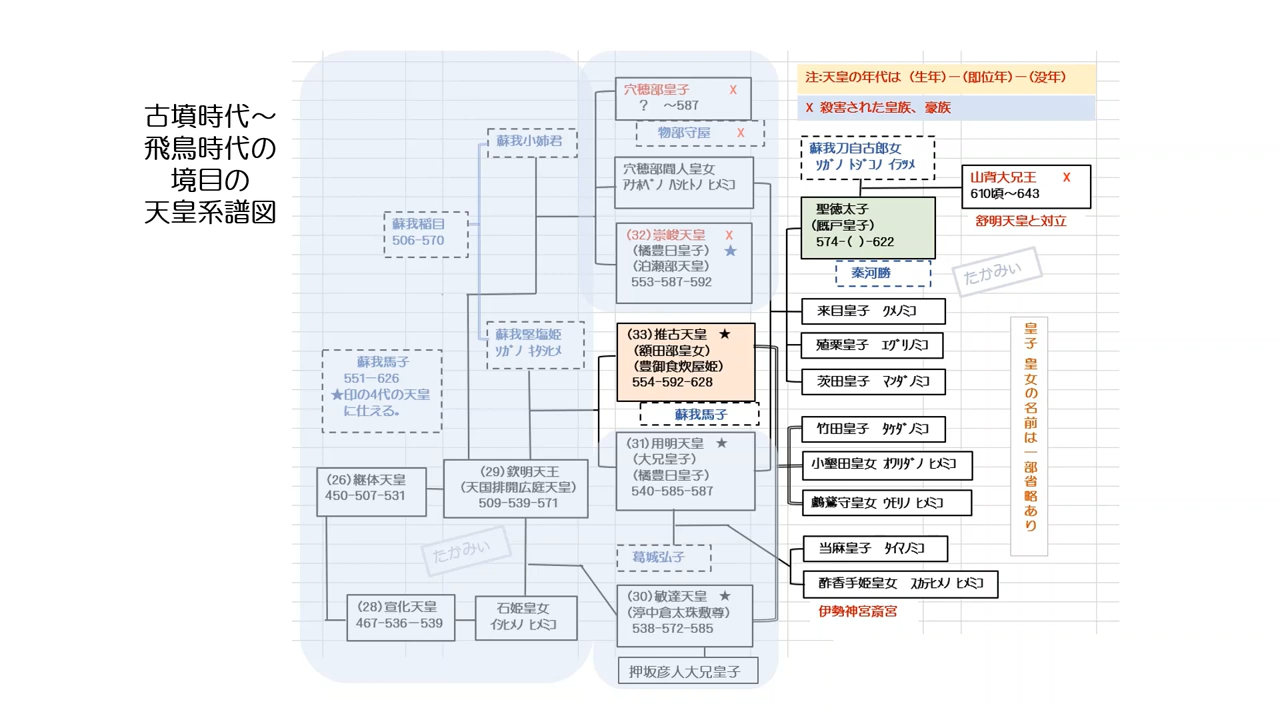 古墳時代～
飛鳥時代の
境目の
天皇系譜図
注:天皇の年代は（生年）－(即位年)－(没年)
X 殺害された皇族、豪族
穴穂部皇子 X
？ ～587
物部守屋 X
穴穂部間人皇女
ｱﾅﾎﾍﾞﾉ ﾊｼﾋﾄﾉ ﾋﾒﾐｺ
(32)崇峻天皇 X
(橘豊日皇子) ★
(泊瀬部天皇)
553-587-592
蘇我小姉君
蘇我稲目
506-570
蘇我堅塩姫
ｿｶﾞﾉ ｷﾀｼﾋﾒ
蘇我馬子
551－626
★印の4代の天皇
に仕える。
(26)継体天皇
450-507-531
(29)欽明天王
(天国排開広庭天皇)
509-539-571
(28)宣化天皇
467-536－539
石姫皇女
ｲｼﾋﾒﾉ ﾋﾒﾐｺ
たかみい
(33)推古天皇 ★
(額田部皇女)
(豊御食炊屋姫)
554-592-628
蘇我馬子
(31)用明天皇 ★
(大兄皇子)
(橘豊日皇子)
540-585-587
葛城弘子
(30)敏達天皇 ★
(渟中倉太珠敷尊)
538-572-585
押坂彦人大兄皇子
蘇我刀自古郎女
ｿｶﾞﾉ ﾄｼﾞｺﾉ ｲﾗﾂﾒ
山背大兄王 X
610頃～643
舒明天皇と対立
聖徳太子
(厩戸皇子)
574-( )-622
秦河勝
たかみい
来目皇子 ｸﾒﾉﾐｺ
殖栗皇子 ｴｸﾞﾘﾉﾐｺ
茨田皇子 ﾏﾝﾀﾞﾉﾐｺ
竹田皇子 ﾀｹﾀﾞﾉﾐｺ
小墾田皇女 ｵﾜﾘﾀﾞﾉ ﾋﾒﾐｺ
鸕鶿守皇女 ｳﾓﾘﾉ ﾋﾒﾐｺ
当麻皇子 ﾀｲﾏﾉﾐｺ
酢香手姫皇女 ｽｶﾃﾋﾒﾉ ﾋﾒﾐｺ
伊勢神宮斎宮
皇子 皇女の名前は一部省略あり